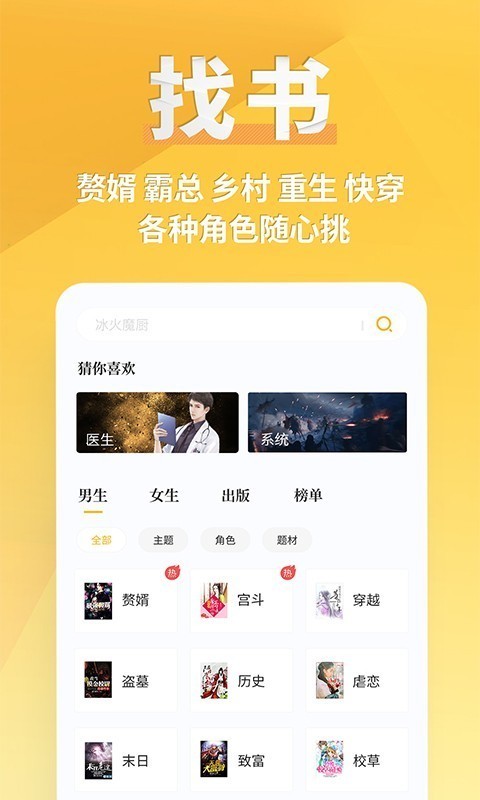 找书
赘婿 霸总 乡村 重生 快穿
各种角色随心挑
冰火魔厨
猜你喜欢
医生
系统
男生 女生 出版 榜单
全部 主题 角色 题材
热 热
赘婿 宫斗 穿越
盗墓 历史 虐恋
末日 致富 校草